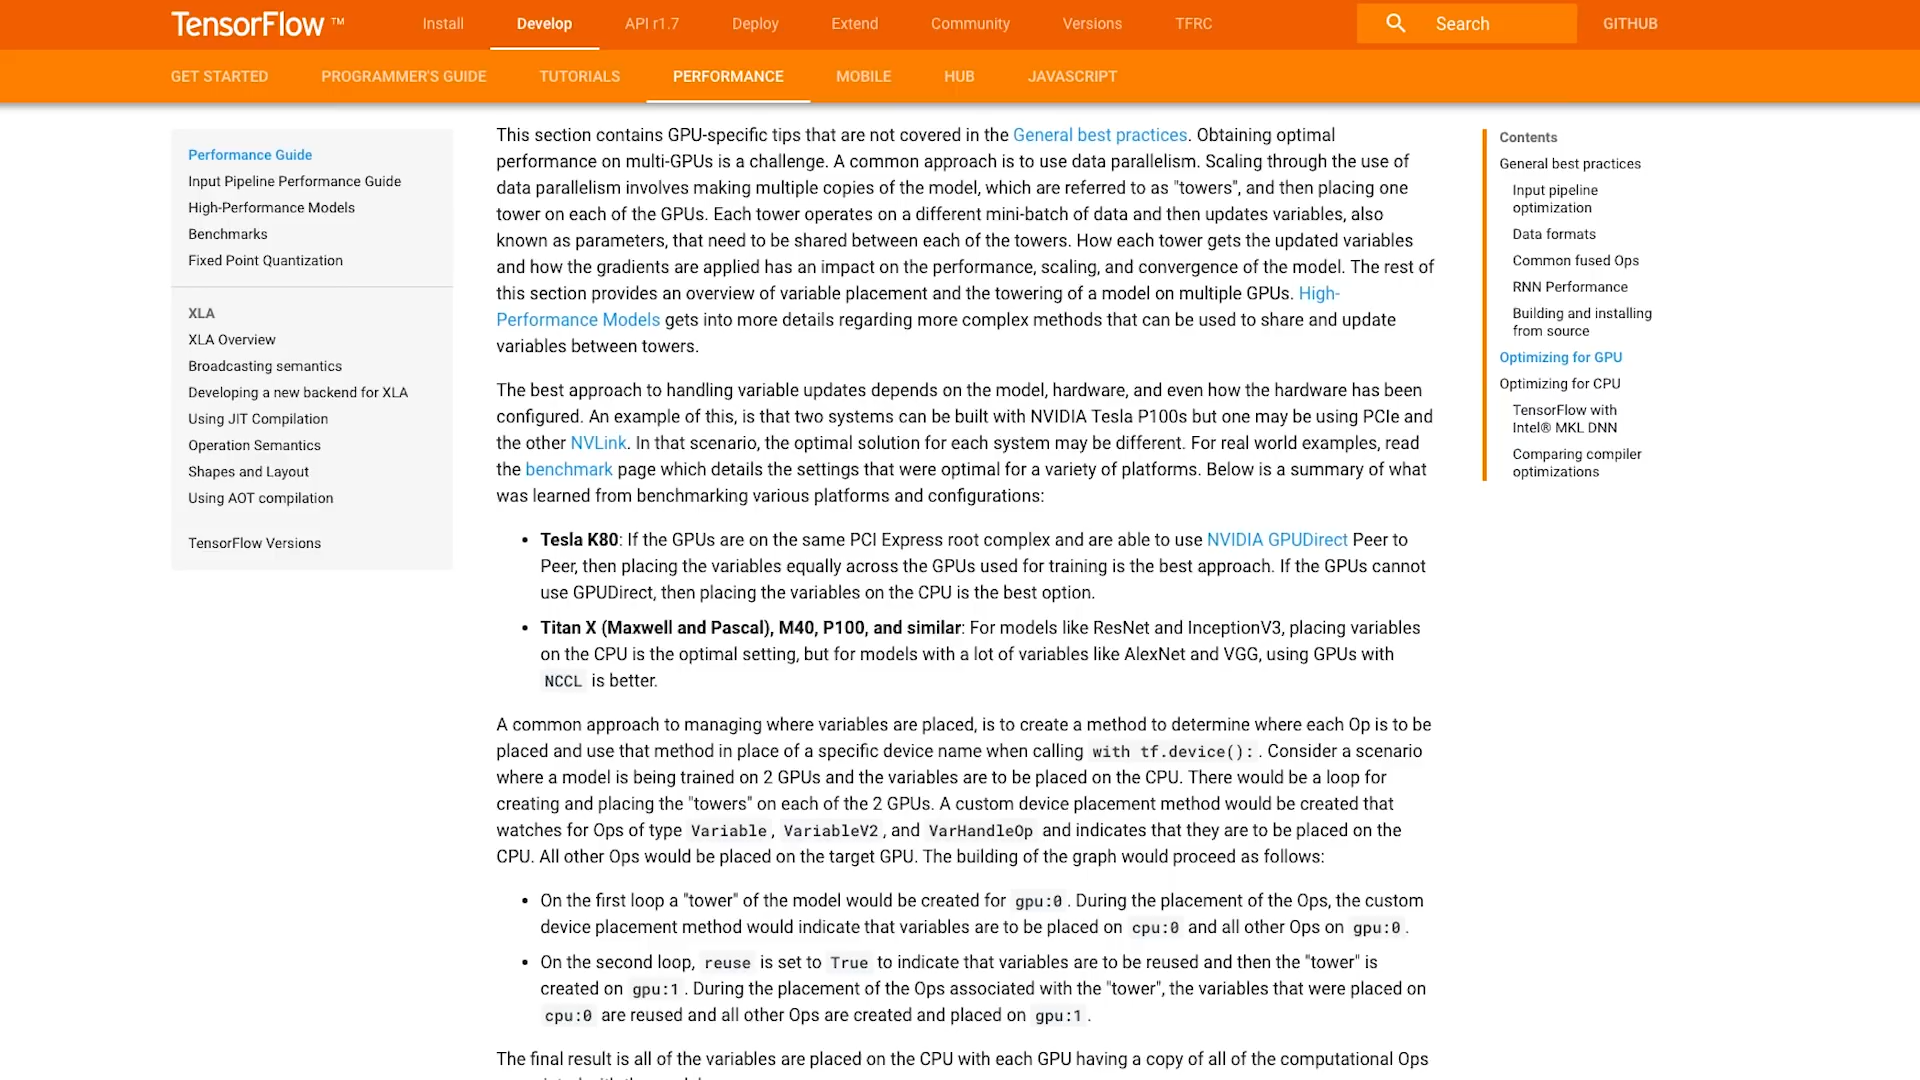 TensorFlow ™
Install
Develop
API r1.7
Deploy
Extend
Community
Versions
TFRC
Search
GITHUB
GET STARTED
PROGRAMMER'S GUIDE
TUTORIALS
PERFORMANCE
MOBILE
HUB
JAVASCRIPT
Performance Guide
Input Pipeline Performance Guide
High-Performance Models
Benchmarks
Fixed Point Quantization
XLA
XLA Overview
Broadcasting semantics
Developing a new backend for XLA
Using JIT Compilation
Operation Semantics
Shapes and Layout
Using AOT compilation
TensorFlow Versions
This section contains GPU-specific tips that are not covered in the General best practices. Obtaining optimal
performance on multi-GPUs is a challenge. A common approach is to use data parallelism. Scaling through the use of
data parallelism involves making multiple copies of the model, which are referred to as "towers", and then placing one
tower on each of the GPUs. Each tower operates on a different mini-batch of data and then updates variables, also
known as parameters, that need to be shared between each of the towers. How each tower gets the updated variables
and how the gradients are applied has an impact on the performance, scaling, and convergence of the model. The rest of
this section provides an overview of variable placement and the towering of a model on multiple GPUs. High-
Performance Models gets into more details regarding more complex methods that can be used to share and update
variables between towers.
The best approach to handling variable updates depends on the model, hardware, and even how the hardware has been
configured. An example of this, is that two systems can be built with NVIDIA Tesla P100s but one may be using PCIe and
the other NVLink. In that scenario, the optimal solution for each system may be different. For real world examples, read
the benchmark page which details the settings that were optimal for a variety of platforms. Below is a summary of what
was learned from benchmarking various platforms and configurations:
• Tesla K80: If the GPUs are on the same PCI Express root complex and are able to use NVIDIA GPUDirect Peer to
Peer, then placing the variables equally across the GPUs used for training is the best approach. If the GPUs cannot
use GPUDirect, then placing the variables on the CPU is the best option.
• Titan X (Maxwell and Pascal), M40, P100, and similar: For models like ResNet and InceptionV3, placing variables
on the CPU is the optimal setting, but for models with a lot of variables like AlexNet and VGG, using GPUs with
NCCL is better.
A common approach to managing where variables are placed, is to create a method to determine where each Op is to be
placed and use that method in place of a specific device name when calling with tf.device(): . Consider a scenario
where a model is being trained on 2 GPUs and the variables are to be placed on the CPU. There would be a loop for
creating and placing the "towers" on each of the 2 GPUs. A custom device placement method would be created that
watches for Ops of type Variable , VariableV2 , and VarHandleOp and indicates that they are to be placed on the
CPU. All other Ops would be placed on the target GPU. The building of the graph would proceed as follows:
• On the first loop a "tower" of the model would be created for gpu:0 . During the placement of the Ops, the custom
device placement method would indicate that variables are to be placed on cpu:0 and all other Ops on gpu:0 .
• On the second loop, reuse is set to True to indicate that variables are to be reused and then the "tower" is
created on gpu:1 . During the placement of the Ops associated with the "tower", the variables that were placed on
cpu:0 are reused and all other Ops are created and placed on gpu:1 .
The final result is all of the variables are placed on the CPU with each GPU having a copy of all of the computational Ops
Contents
General best practices
Input pipeline
optimization
Data formats
Common fused Ops
RNN Performance
Building and installing
from source
Optimizing for GPU
Optimizing for CPU
TensorFlow with
Intel® MKL DNN
Comparing compiler
optimizations